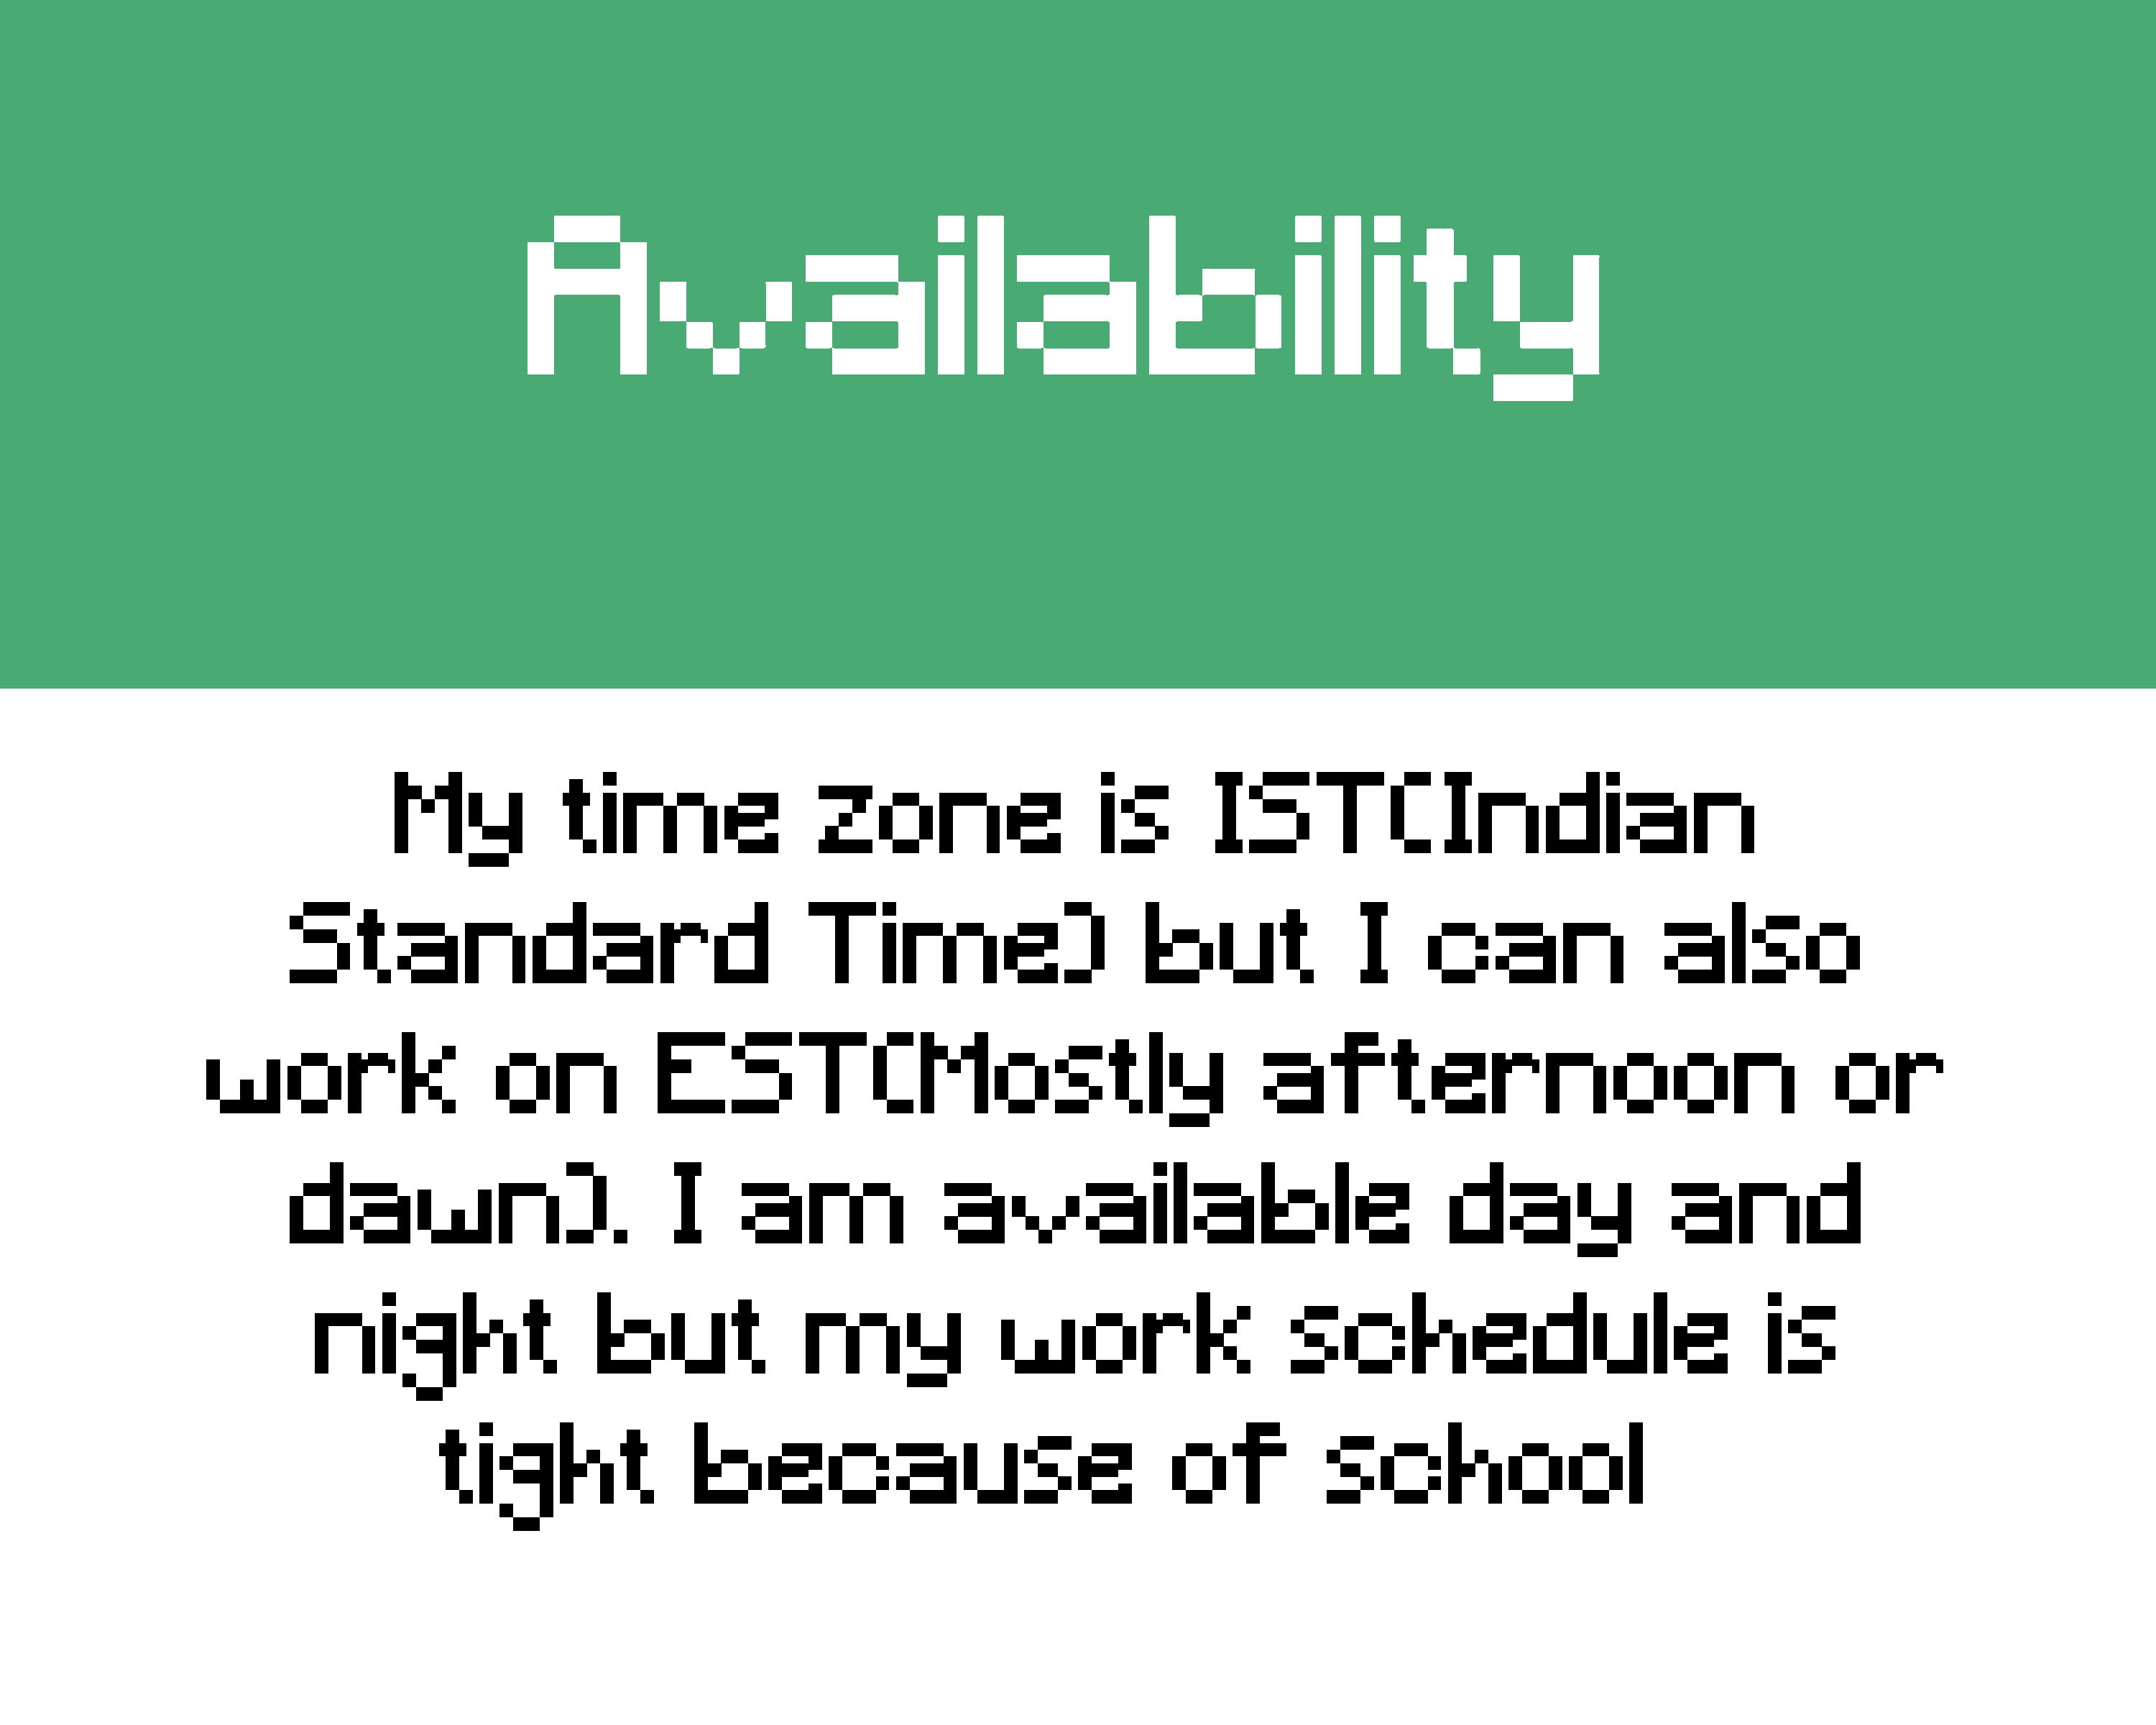 Availability
My time zone is IST(Indian
Standard Time) but I can also
work on EST(Mostly afternoon or
dawn). I am available day and
night but my work schedule is
tight because of school